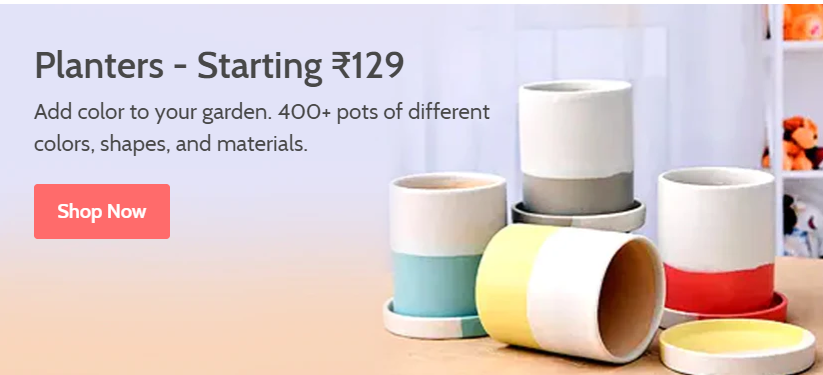 Planters - Starting ₹129
Add color to your garden. 400+ pots of different
colors, shapes, and materials.
Shop Now